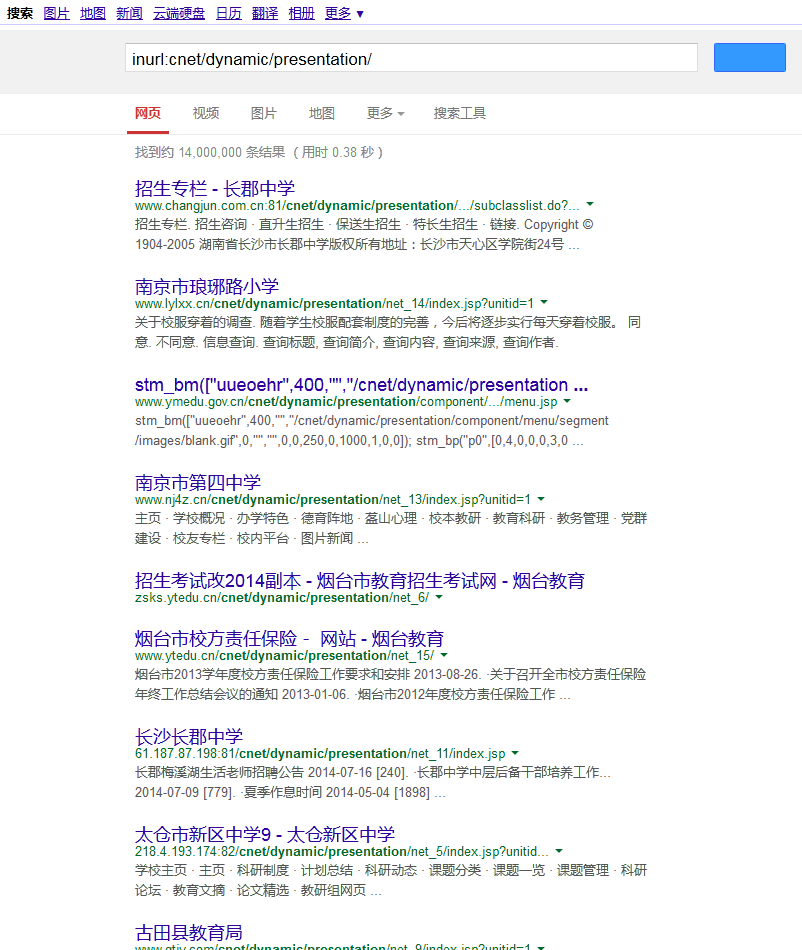 搜索 图片 地图 新闻 云端硬盘 日历 翻译 相册 更多 ▼
inurl:cnet/dynamic/presentation/
网页 视频 图片 地图 更多 搜索工具
找到约 14,000,000 条结果 （用时 0.38 秒）
招生专栏 - 长郡中学
www.changjun.com.cn:81/cnet/dynamic/presentation/.../subclasslist.do?...
招生专栏. 招生咨询 · 直升生招生 · 保送生招生 · 特长生招生 · 链接. Copyright ©
1904-2005 湖南省长沙市长郡中学版权所有地址：长沙市天心区学院街24号 ...
南京市琅琊路小学
www.lylxx.cn/cnet/dynamic/presentation/net_14/index.jsp?unitid=1
关于校服穿着的调查. 随着学生校服配套制度的完善，今后将逐步实行每天穿着校服。 同
意. 不同意. 信息查询. 查询标题, 查询简介, 查询内容, 查询来源, 查询作者.
stm_bm(["uueoehr",400,"","/cnet/dynamic/presentation ...
www.ymedu.gov.cn/cnet/dynamic/presentation/component/.../menu.jsp
stm_bm(["uueoehr",400,"","/cnet/dynamic/presentation/component/menu/segment
/images/blank.gif",0,"","",0,0,250,0,1000,1,0,0]); stm_bp("p0",[0,4,0,0,0,3,0 ...
南京市第四中学
www.nj4z.cn/cnet/dynamic/presentation/net_13/index.jsp?unitid=1
主页 · 学校概况 · 办学特色 · 德育阵地 · 盋山心理 · 校本教研 · 教育科研 · 教务管理 · 党群
建设 · 校友专栏 · 校内平台 · 图片新闻 ...
招生考试改2014副本 - 烟台市教育招生考试网 - 烟台教育
zsks.ytedu.cn/cnet/dynamic/presentation/net_6/
烟台市校方责任保险－ 网站 - 烟台教育
www.ytedu.cn/cnet/dynamic/presentation/net_15/
烟台市2013学年度校方责任保险工作要求和安排 2013-08-26. ·关于召开全市校方责任保险
年终工作总结会议的通知 2013-01-06. ·烟台市2012年度校方责任保险工作 ...
长沙长郡中学
61.187.87.198:81/cnet/dynamic/presentation/net_11/index.jsp
长郡梅溪湖生活老师招聘公告 2014-07-16 [240]. ·长郡中学中层后备干部培养工作...
2014-07-09 [779]. ·夏季作息时间 2014-05-04 [1898] ...
太仓市新区中学9 - 太仓新区中学
218.4.193.174:82/cnet/dynamic/presentation/net_5/index.jsp?unitid...
学校主页 · 主页 · 科研制度 · 计划总结 · 科研动态 · 课题分类 · 课题一览 · 课题管理 · 科研
论坛 · 教育文摘 · 论文精选 · 教研组网页 ...
古田县教育局
cnet/dynamic/presentation/net_9/index.jsp?unitid=1